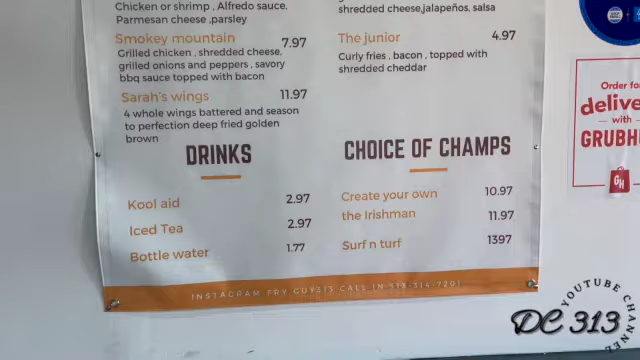 Chicken or shrimp , Alfredo sauce,
Parmesan cheese ,parsley
Smokey mountain 7.97
Grilled chicken , shredded cheese,
grilled onions and peppers , savory
bbq sauce topped with bacon
Sarah's wings 11.97
4 whole wings battered and season
to perfection deep fried golden
brown
shredded cheese,jalapeños, salsa
The junior 4.97
Curly fries , bacon , topped with
shredded cheddar
DRINKS
Kool aid 2.97
Iced Tea 2.97
Bottle water 1.77
CHOICE OF CHAMPS
Create your own 10.97
the Irishman 11.97
Surf n turf 1397
INSTAGRAM FRY GUY313 CALL IN 313-314-7201
Order fo
delive
with
GRUBH
GH
YOUTUBE CHANNEL
DC 313